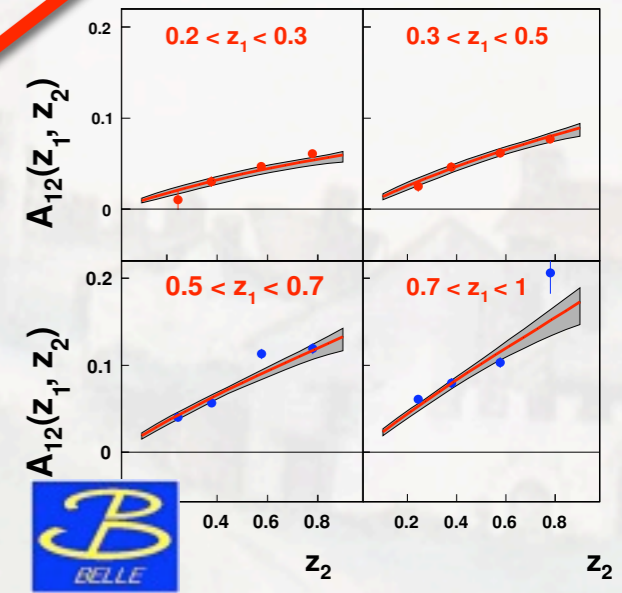 0.2 < z1 < 0.3
0.3 < z1 < 0.5
A12(z1, z2)
0.2
0.1
0
0.5 < z1 < 0.7
0.7 < z1 < 1
A12(z1, z2)
0.2
0.1
0
0.4 0.6 0.8
0.2 0.4 0.6 0.8
z2
z2
B
BELLE